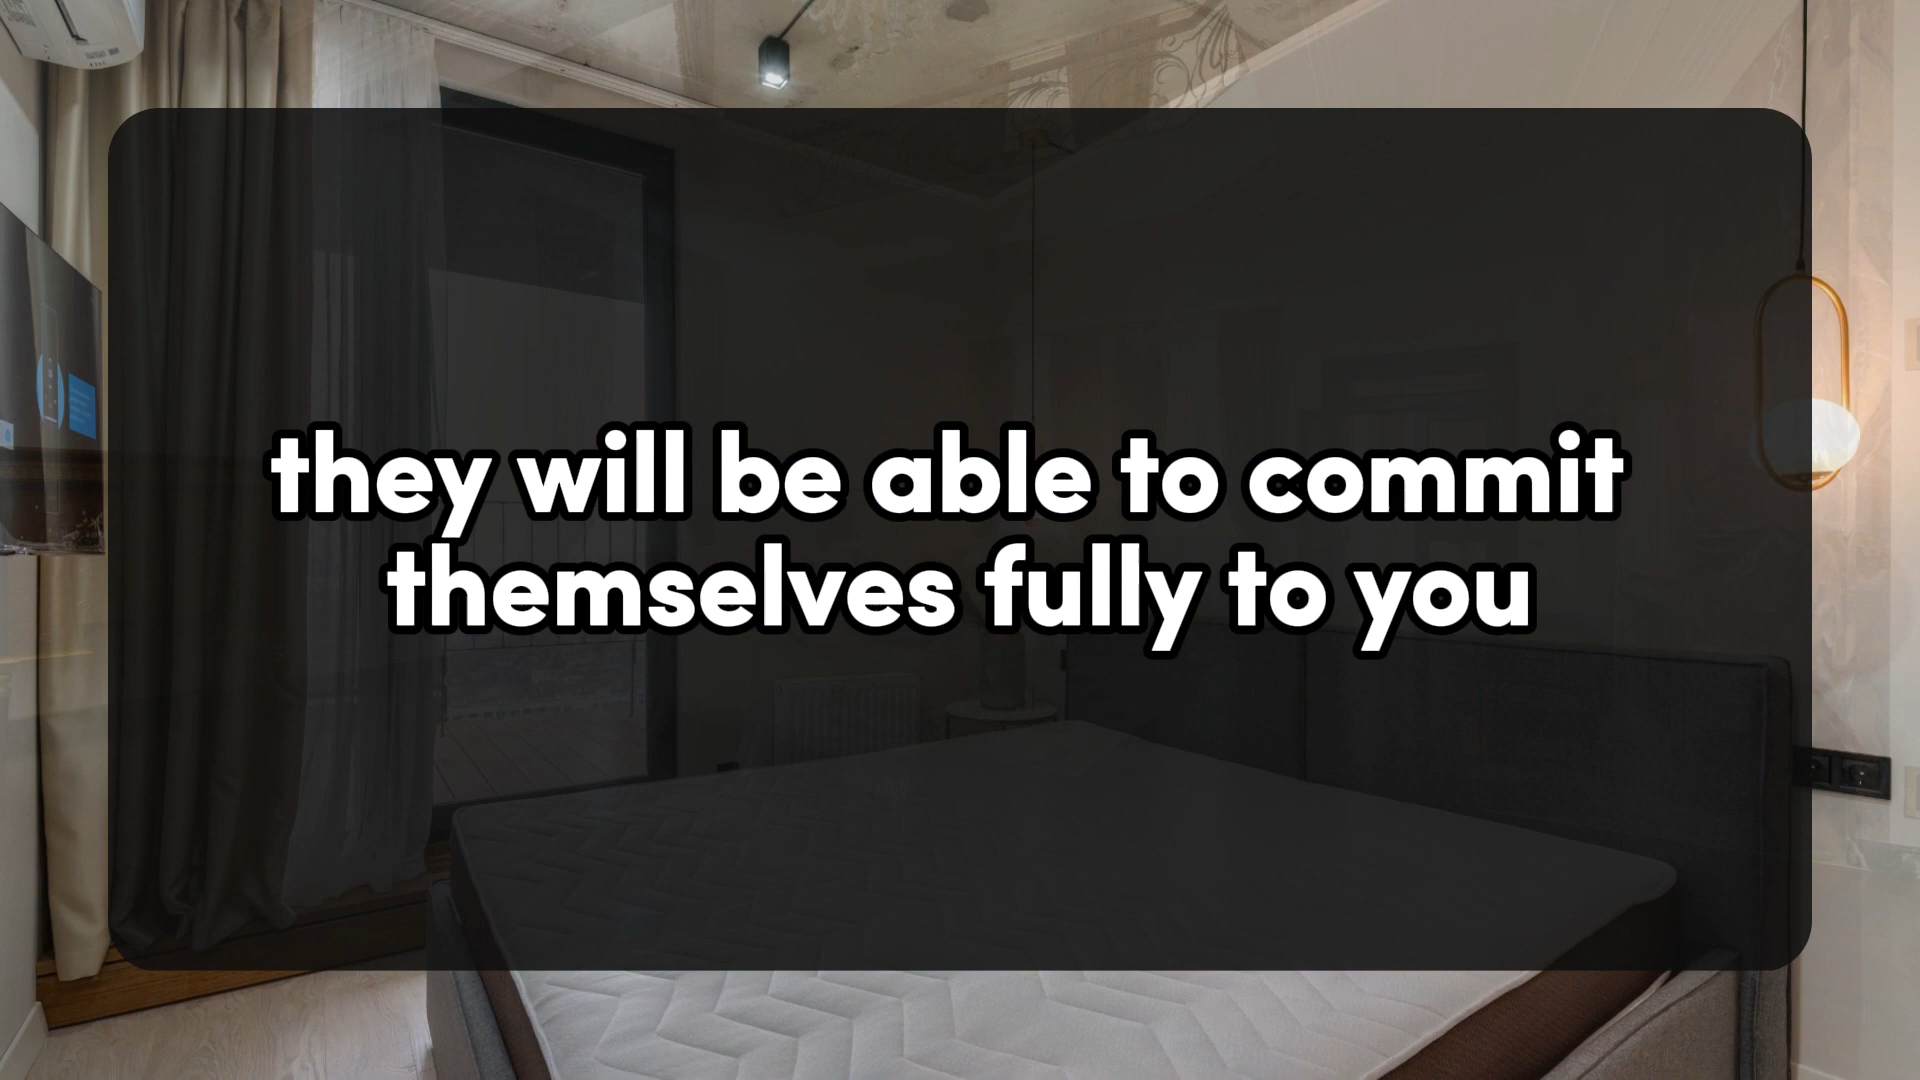 they will be able to commit
themselves fully to you